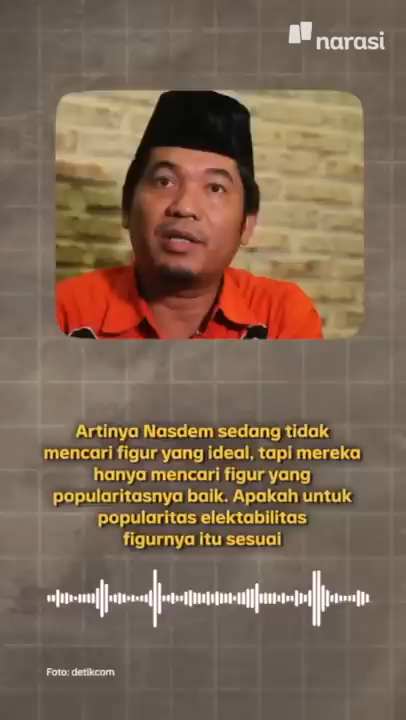 narasi
Artinya Nasdem sedang tidak
mencari figur yang ideal, tapi mereka
hanya mencari figur yang
popularitasnya baik. Apakah untuk
popularitas elektabilitas
figurnya itu sesuai
Foto: detikcom